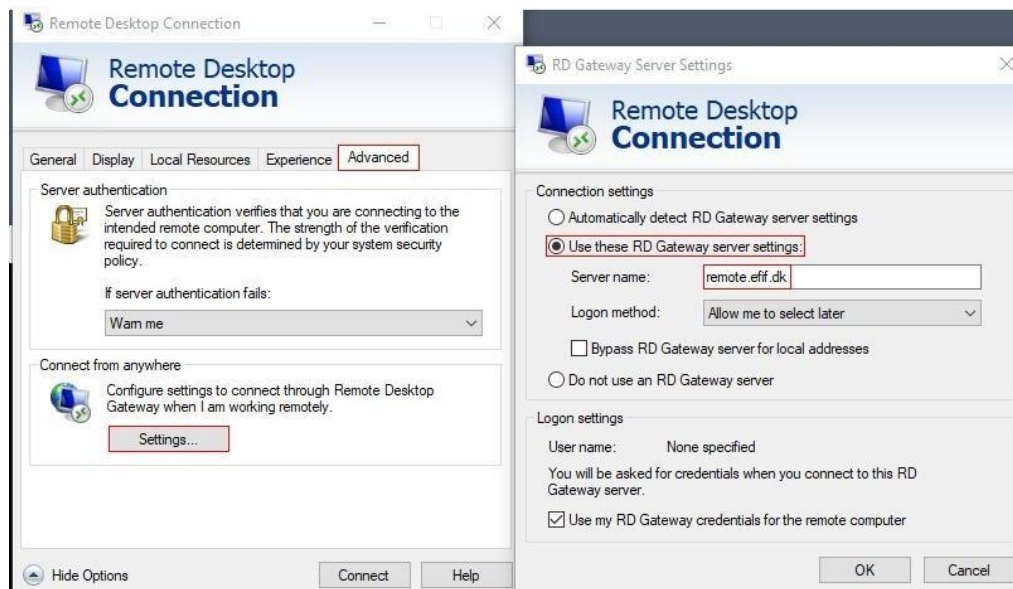 Remote Desktop Connection
Remote Desktop
Connection
General Display Local Resources Experience Advanced
Server authentication
Server authentication verifies that you are connecting to the
intended remote computer. The strength of the verification
required to connect is determined by your system security
policy.
If server authentication fails:
Warn me
Connect from anywhere
Configure settings to connect through Remote Desktop
Gateway when I am working remotely.
Settings...
Hide Options
Connect
Help
RD Gateway Server Settings
Remote Desktop
Connection
Connection settings
Automatically detect RD Gateway server settings
Use these RD Gateway server settings:
Server name: remote.efif.dk
Logon method: Allow me to select later
Bypass RD Gateway server for local addresses
Do not use an RD Gateway server
Logon settings
User name: None specified
You will be asked for credentials when you connect to this RD
Gateway server.
Use my RD Gateway credentials for the remote computer
OK
Cancel